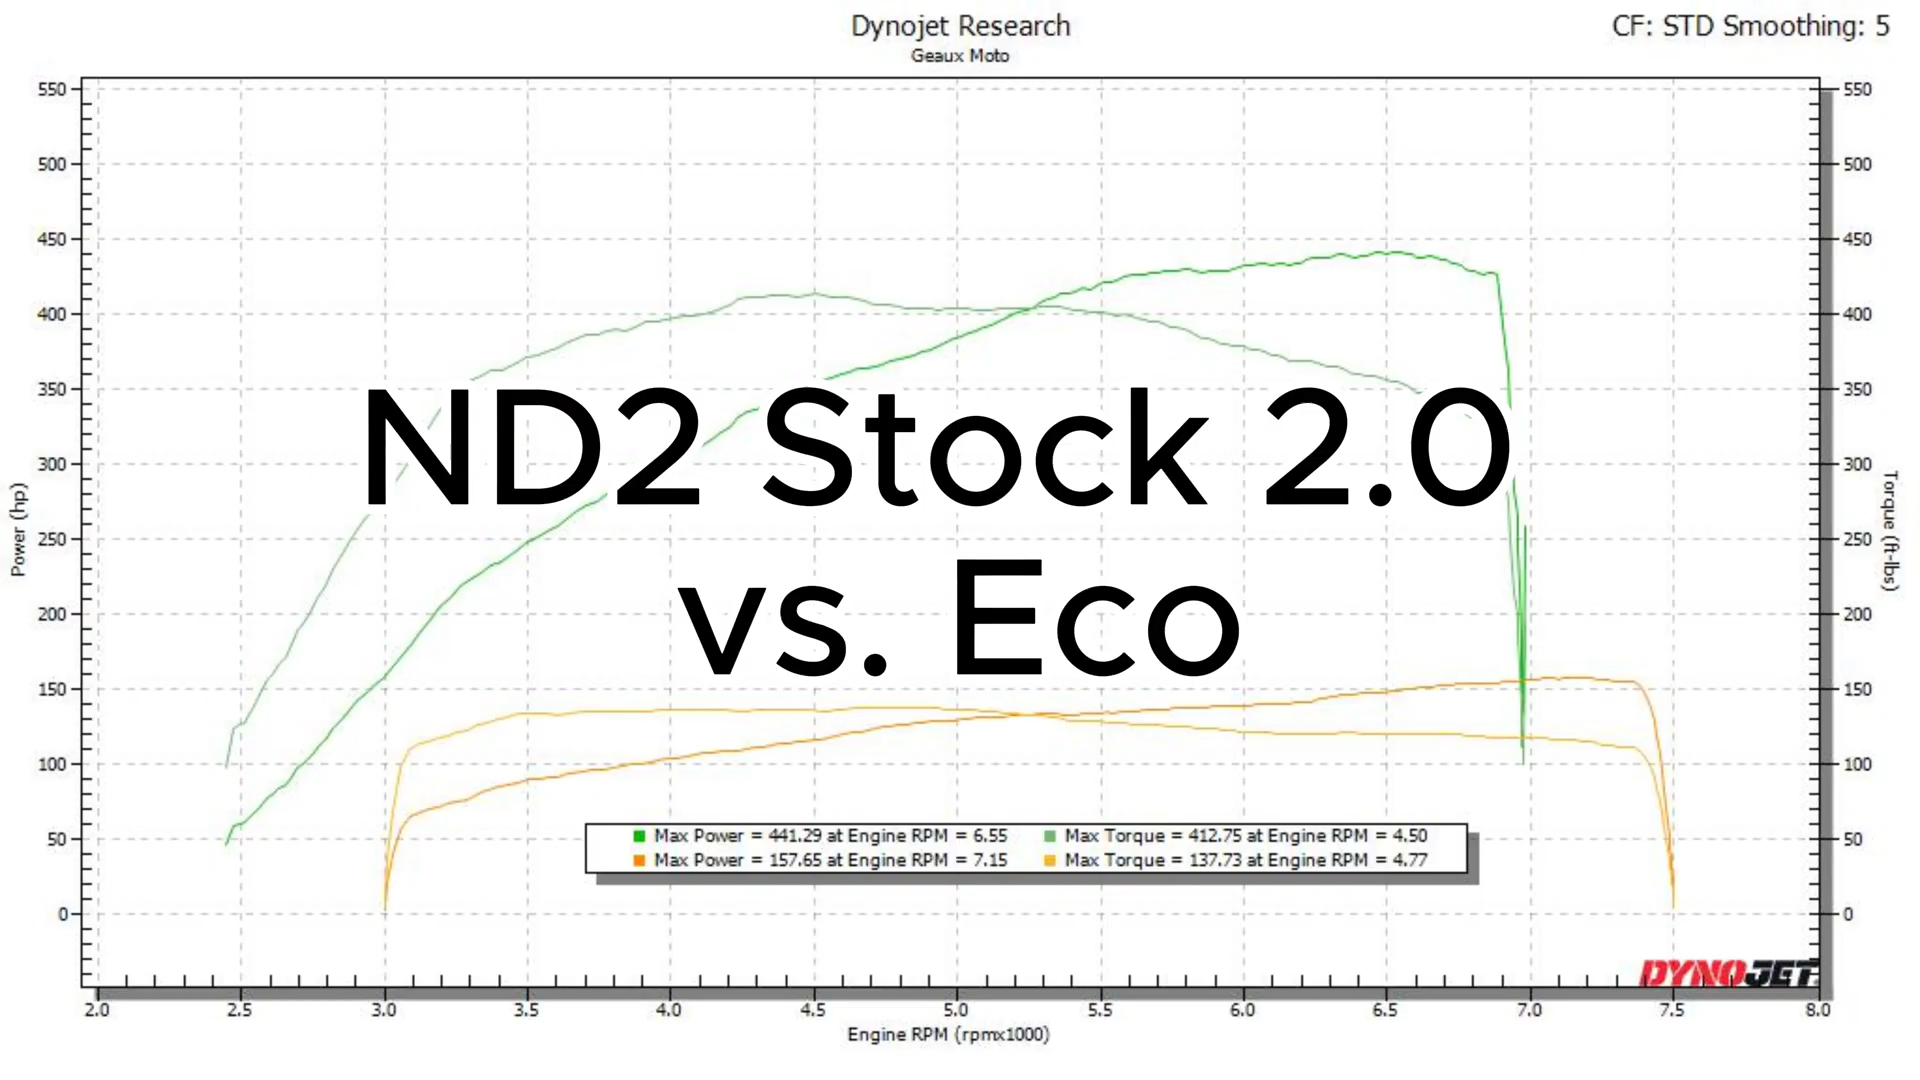 Dynojet Research
CF: STD Smoothing: 5
Geaux Moto
550 550
500 500
450 450
400 400
350 350
ND2 Stock 2.0
300 300
Power (hp)
Torque (ft-lbs)
250 250
vs. Eco
200 200
150 150
100 100
Max Power = 441.29 at Engine RPM = 6.55 Max Torque = 412.75 at Engine RPM = 4.50
50 50
Max Power = 157.65 at Engine RPM = 7.15 Max Torque = 137.73 at Engine RPM = 4.77
0 0
DYNOJET
2.0 2.5 3.0 3.5 4.0 4.5 5.0 5.5 6.0 6.5 7.0 7.5 8.0
Engine RPM (rpmx1000)